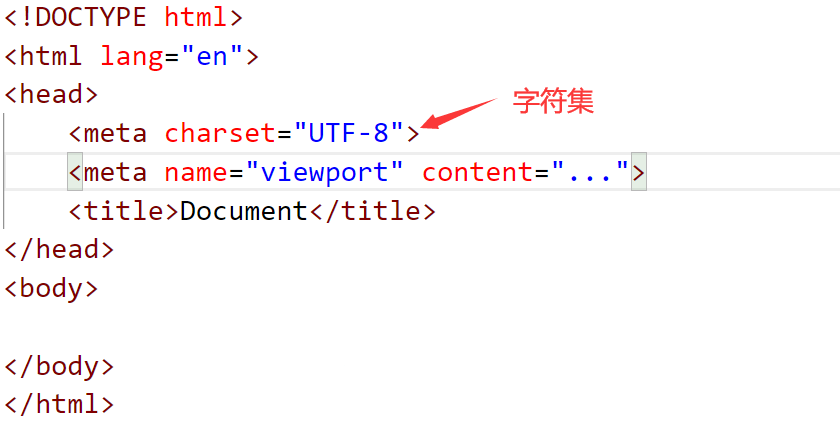 <!DOCTYPE html>
<html lang="en">
<head>
    <meta charset="UTF-8"> 字符集
    <meta name="viewport" content="...">
    <title>Document</title>
</head>
<body>

</body>
</html>